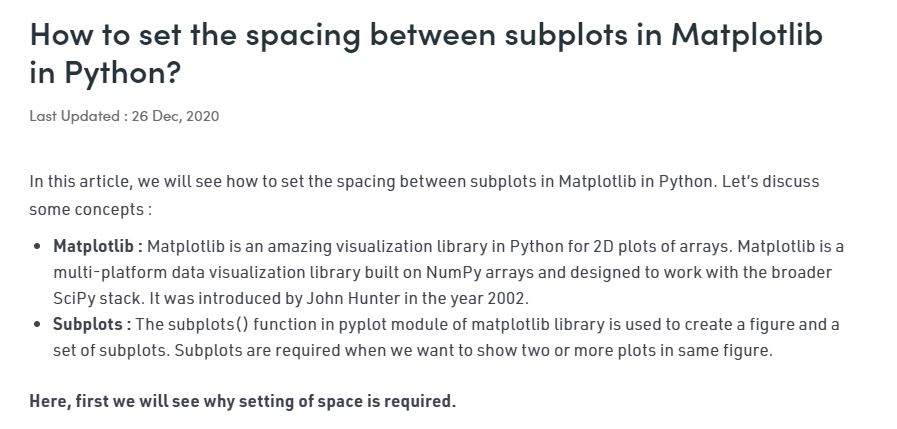 How to set the spacing between subplots in Matplotlib
in Python?
Last Updated : 26 Dec, 2020
In this article, we will see how to set the spacing between subplots in Matplotlib in Python. Let’s discuss
some concepts :
• Matplotlib : Matplotlib is an amazing visualization library in Python for 2D plots of arrays. Matplotlib is a
multi-platform data visualization library built on NumPy arrays and designed to work with the broader
SciPy stack. It was introduced by John Hunter in the year 2002.
• Subplots : The subplots() function in pyplot module of matplotlib library is used to create a figure and a
set of subplots. Subplots are required when we want to show two or more plots in same figure.
Here, first we will see why setting of space is required.